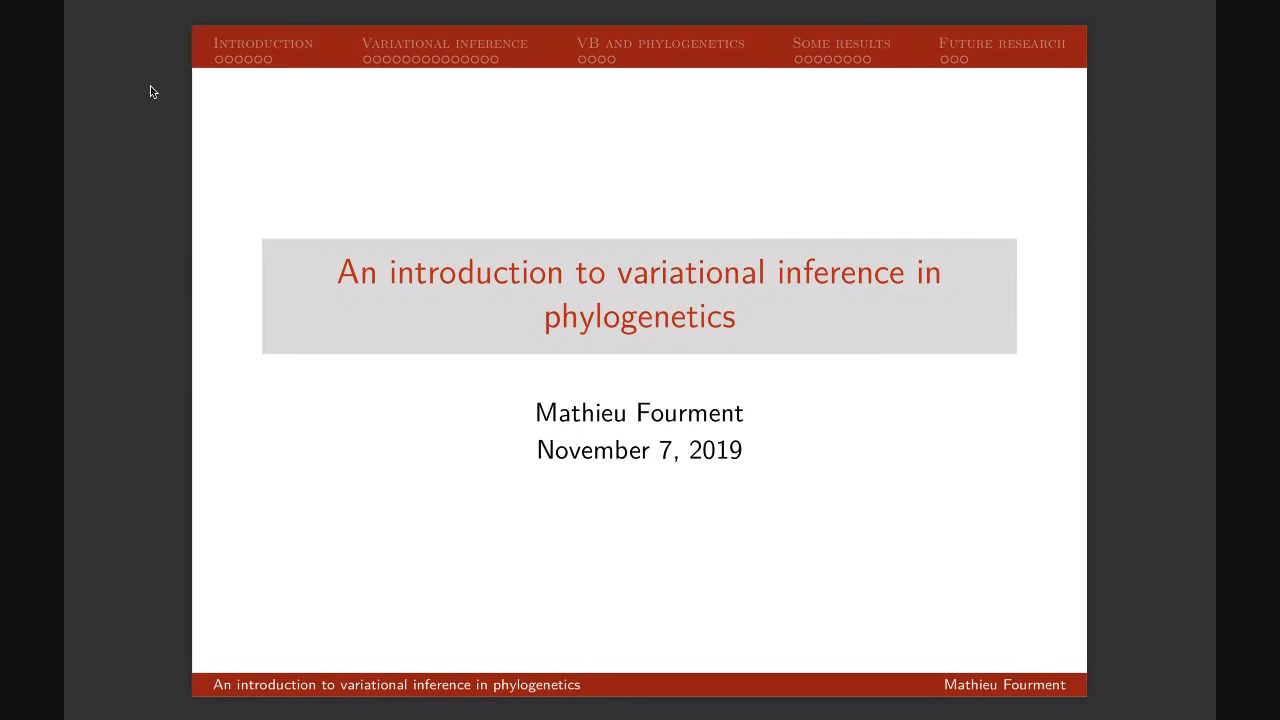 Introduction Variational inference VB and phylogenetics Some results Future research
An introduction to variational inference in
phylogenetics
Mathieu Fourment
November 7, 2019
An introduction to variational inference in phylogenetics Mathieu Fourment